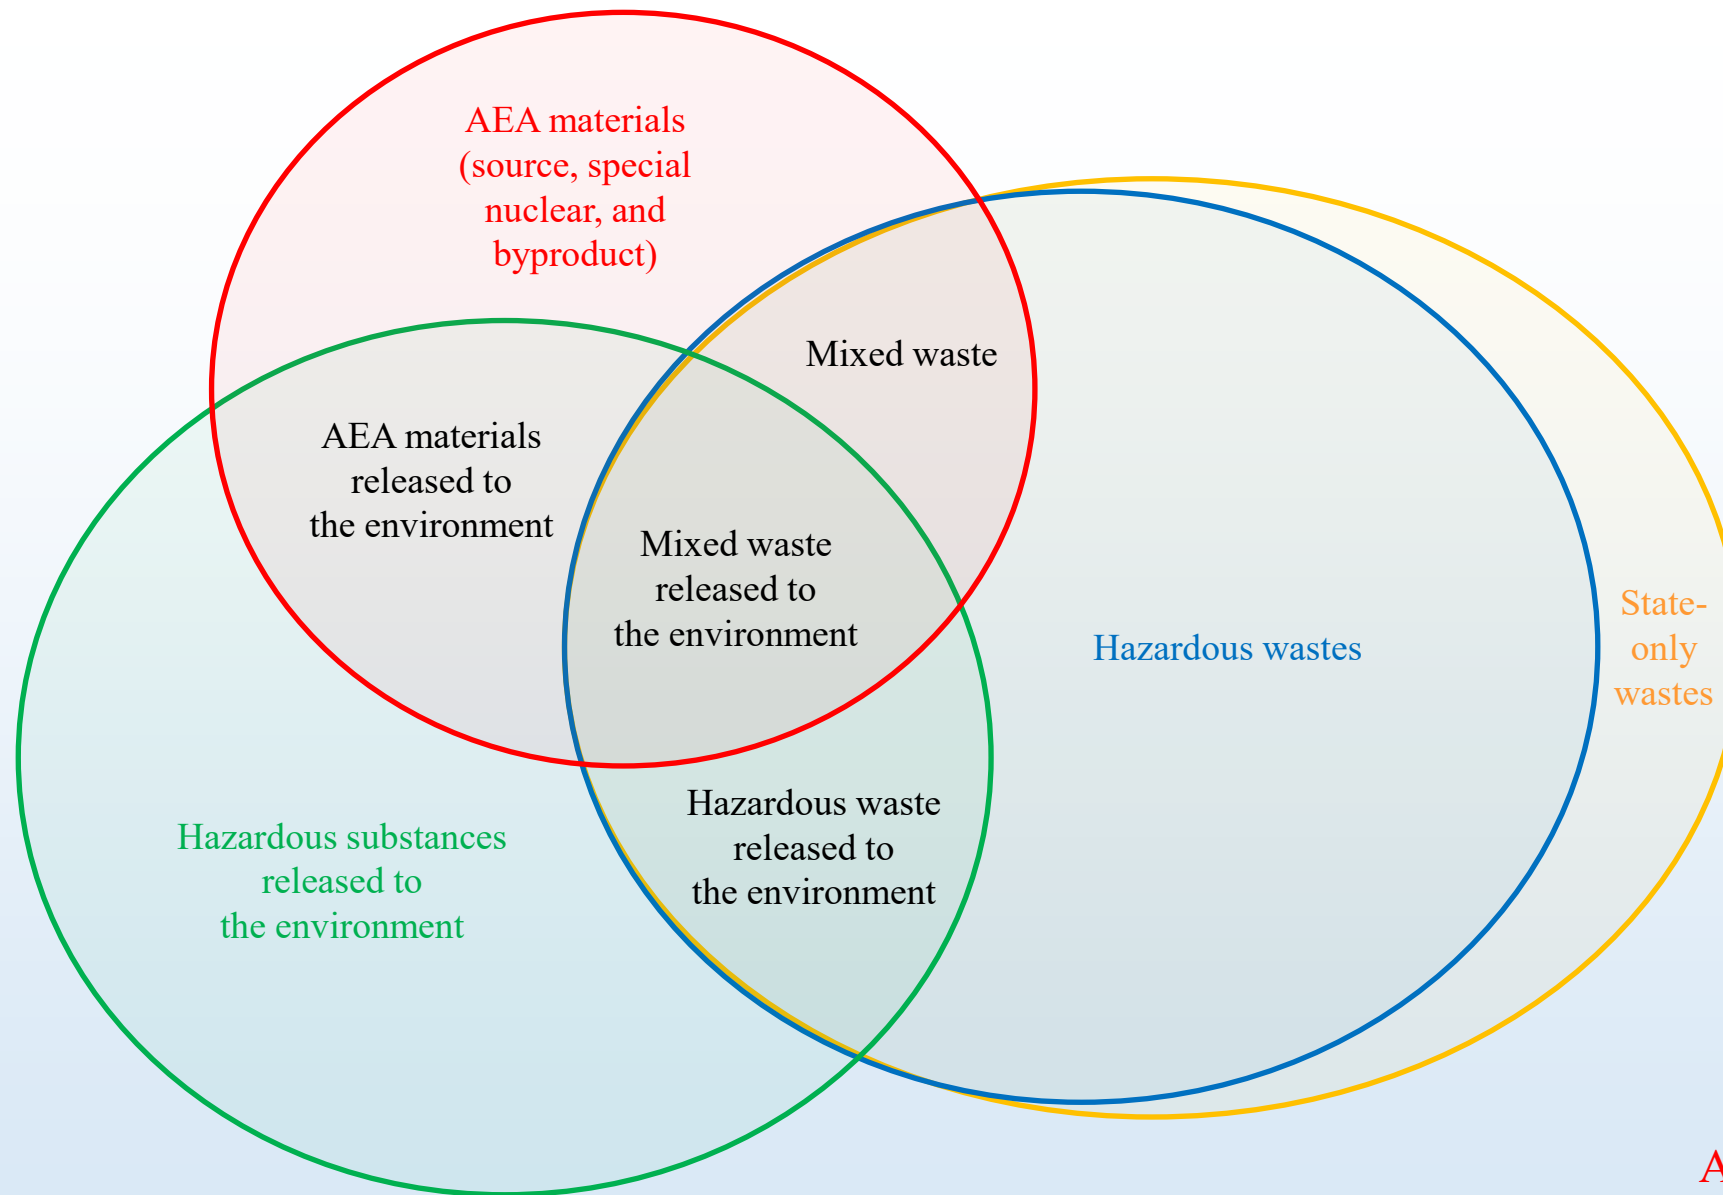 AEA materials
(source, special
nuclear, and
byproduct)
Mixed waste
AEA materials
released to
the environment
Mixed waste
released to
the environment
Hazardous wastes
State-
only
wastes
Hazardous waste
released to
the environment
Hazardous substances
released to
the environment
A